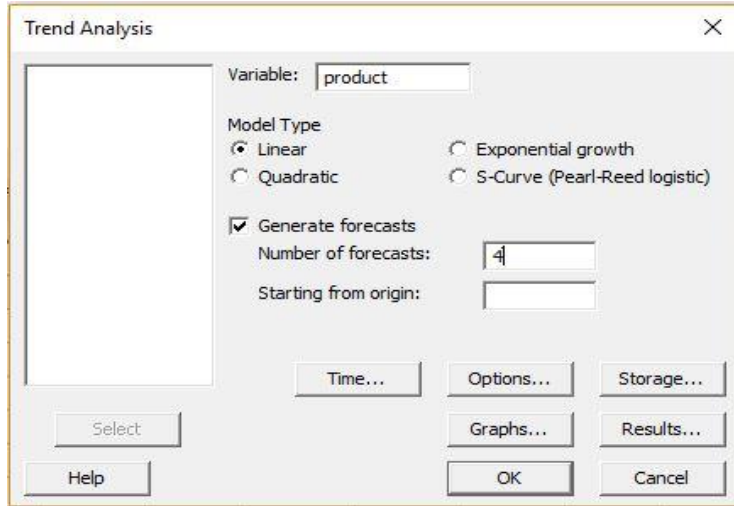 Trend Analysis
Variable: product
Model Type
Linear Exponential growth
Quadratic S-Curve (Pearl-Reed logistic)
Generate forecasts
Number of forecasts: 4
Starting from origin:
Time... Options... Storage...
Select Graphs... Results...
Help OK Cancel